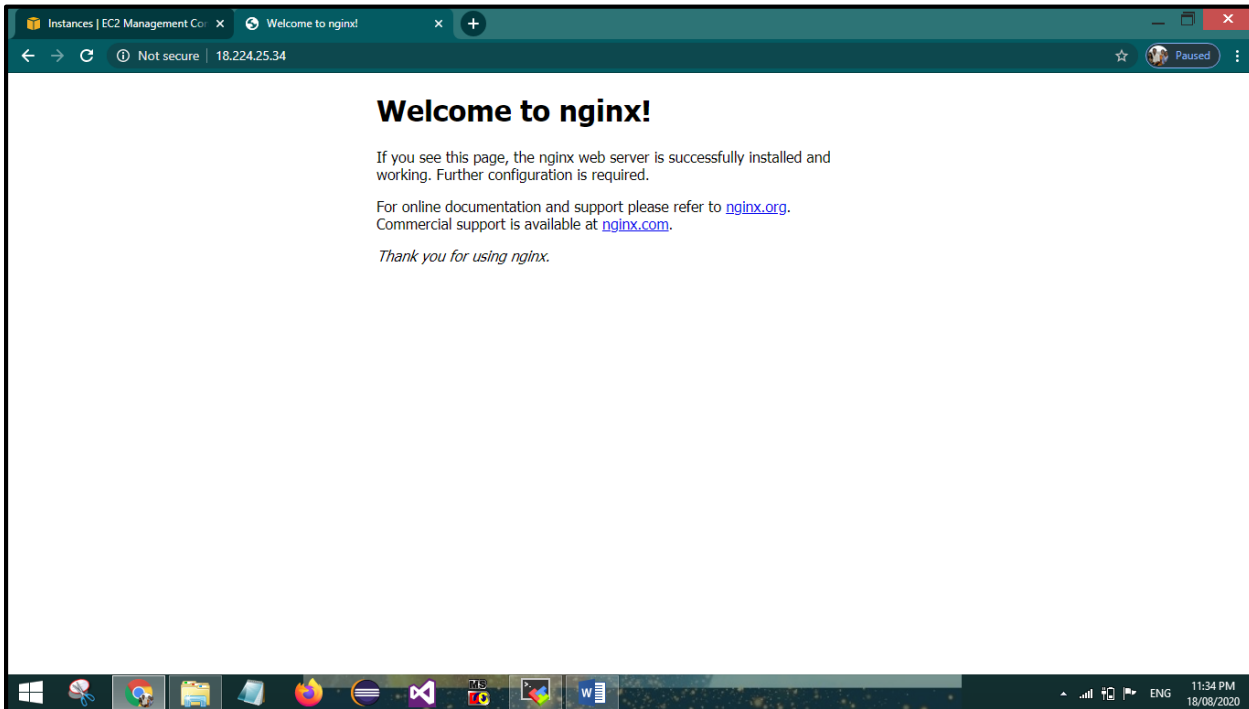 Instances | EC2 Management Cor
Welcome to nginx!
Not secure | 18.224.25.34
Paused
Welcome to nginx!
If you see this page, the nginx web server is successfully installed and
working. Further configuration is required.
For online documentation and support please refer to nginx.org.
Commercial support is available at nginx.com.
Thank you for using nginx.
MS
W
ENG
11:34 PM
18/08/2020